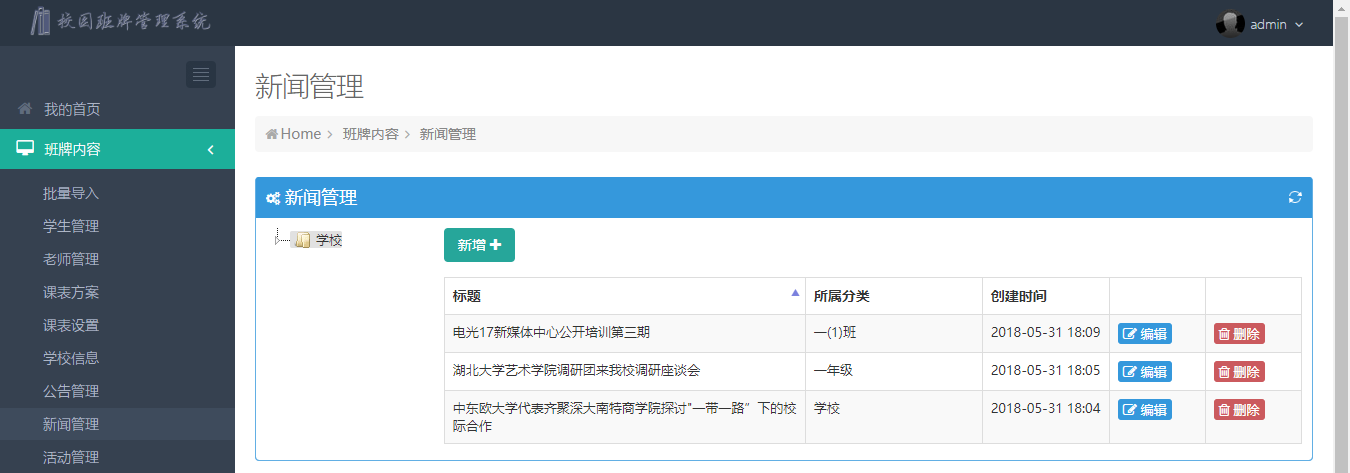 校园班牌管理系统
admin
我的首页
班牌内容
批量导入
学生管理
老师管理
课表方案
课表设置
学校信息
公告管理
新闻管理
活动管理
新闻管理
Home > 班牌内容 > 新闻管理
新闻管理
学校
新增
标题 所属分类 创建时间
电光17新媒体中心公开培训第三期 一(1)班 2018-05-31 18:09 编辑 删除
湖北大学艺术学院调研团来我校调研座谈会 一年级 2018-05-31 18:05 编辑 删除
中东欧大学代表齐聚深大南特商学院探讨"一带一路”下的校 学校 2018-05-31 18:04 编辑 删除
际合作